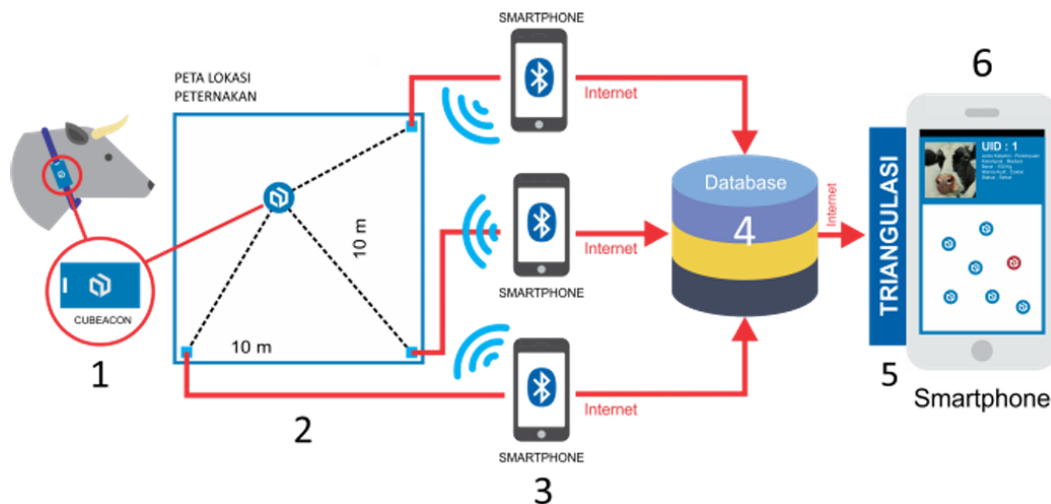 SMARTPHONE
6
PETA LOKASI
PETERNAKAN
Internet
UID : 1
Database
4
Internet
TRIANGULASI
10 m
Internet
SMARTPHONE
CUBEACON
1
10 m
2
Internet
5
Smartphone
SMARTPHONE
3